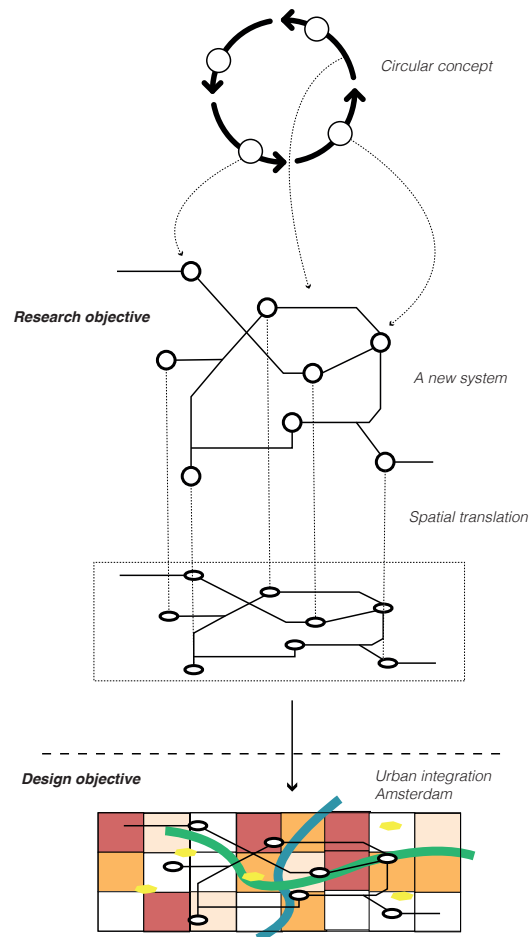 Circular concept
Research objective
A new system
Spatial translation
Design objective
Urban integration
Amsterdam